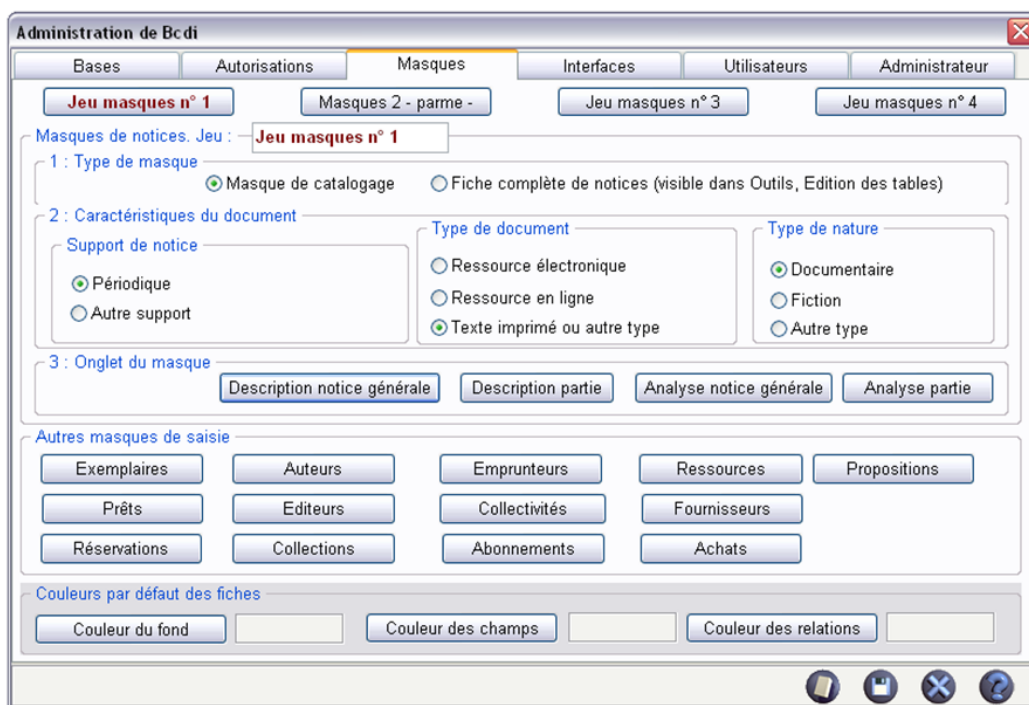 Administration de Bcdi
Bases Autorisations Masques Interfaces Utilisateurs Administrateur
Jeu masques n° 1 Masques 2 - parme - Jeu masques n° 3 Jeu masques n° 4
Masques de notices. Jeu : Jeu masques n° 1
1 : Type de masque
Masque de catalogage Fiche complète de notices (visible dans Outils, Edition des tables)
2 : Caractéristiques du document
Support de notice
Périodique
Autre support
Type de document
Ressource électronique
Ressource en ligne
Texte imprimé ou autre type
Type de nature
Documentaire
Fiction
Autre type
3 : Onglet du masque
Description notice générale Description partie Analyse notice générale Analyse partie
Autres masques de saisie
Exemplaires Auteurs Emprunteurs Ressources Propositions
Prêts Editeurs Collectivités Fournisseurs
Réservations Collections Abonnements Achats
Couleurs par défaut des fiches
Couleur du fond Couleur des champs Couleur des relations
?